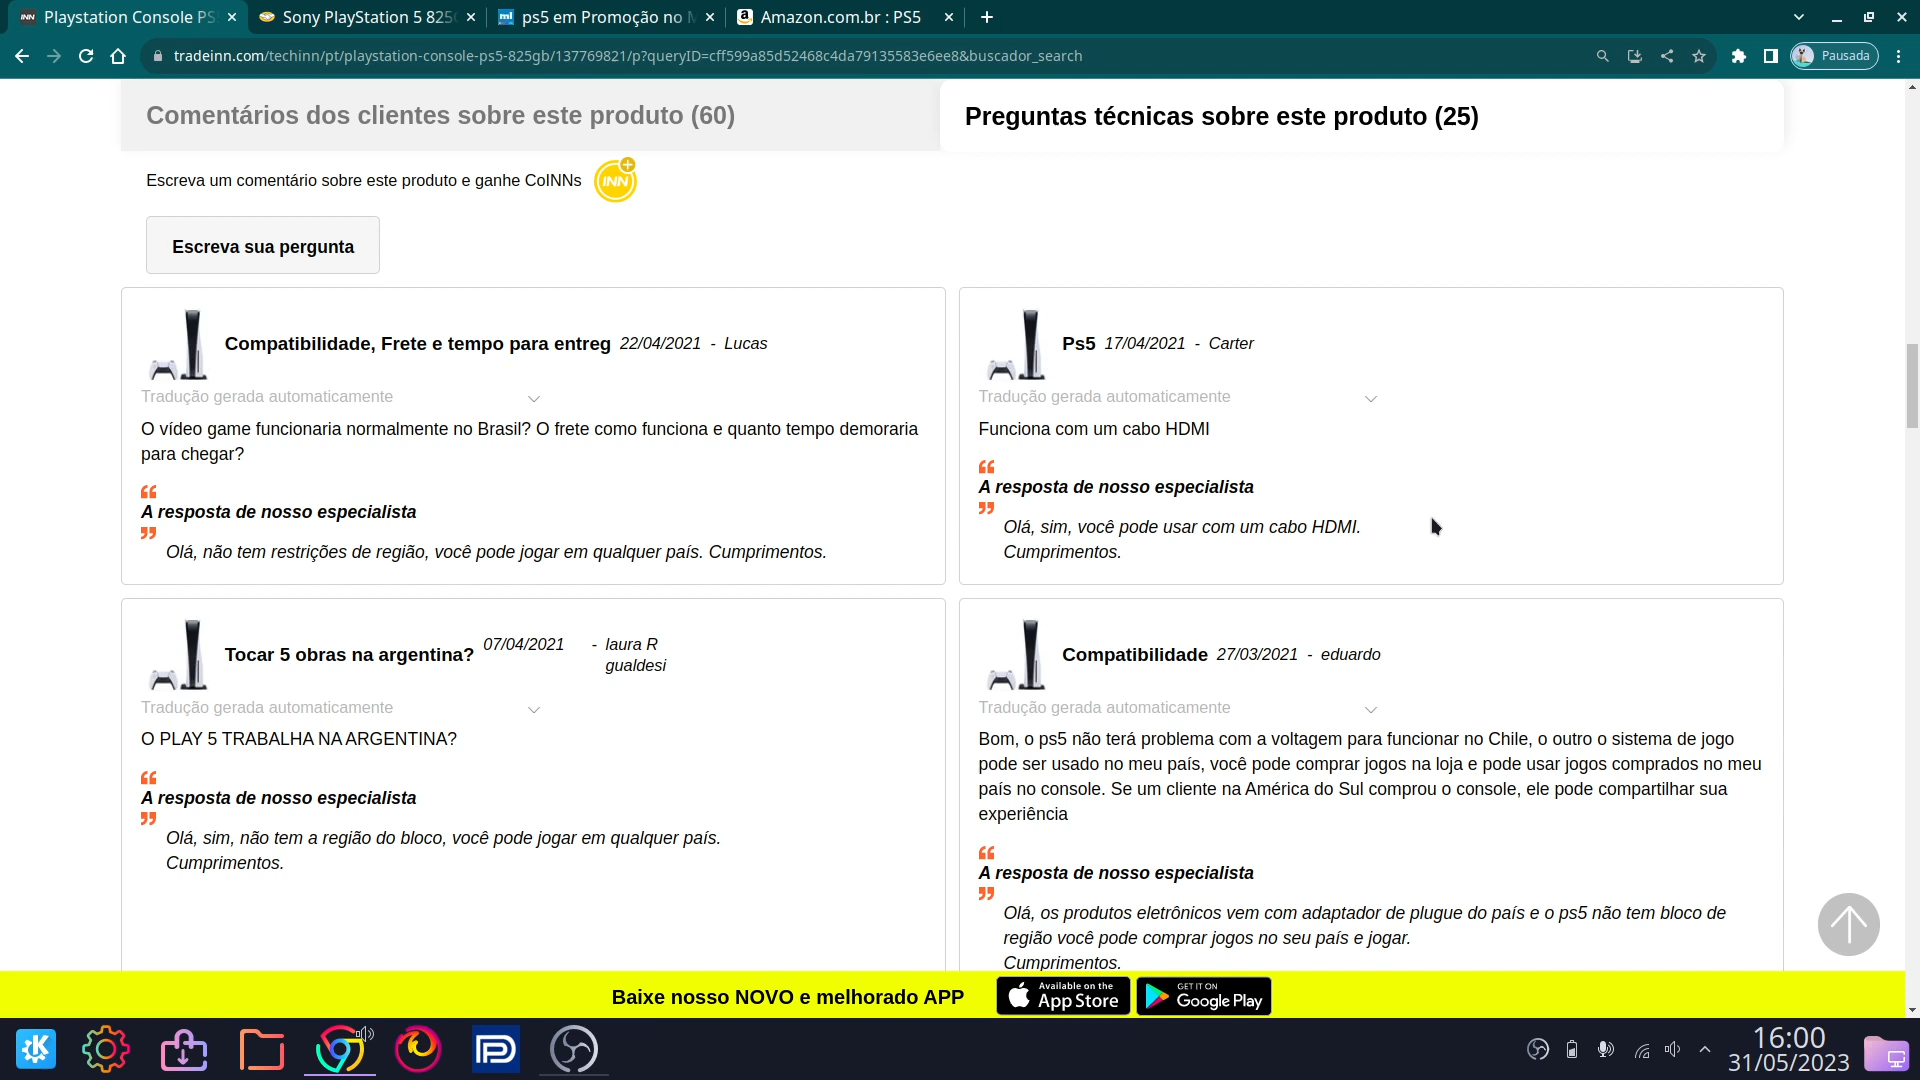 Playstation Console PS
Sony PlayStation 5 825G
ps5 em Promoção no M
Amazon.com.br : PS5
tradeinn.com/techinn/pt/playstation-console-ps5-825gb/137769821/p?queryID=cff599a85d52468c4da79135583e6ee8&buscador_search
Pausada
Comentários dos clientes sobre este produto (60)
Preguntas técnicas sobre este produto (25)
Escreva um comentário sobre este produto e ganhe CoINNs
INN
Escreva sua pergunta
Compatibilidade, Frete e tempo para entreg 22/04/2021 - Lucas
Tradução gerada automaticamente
O vídeo game funcionaria normalmente no Brasil? O frete como funciona e quanto tempo demoraria
para chegar?
A resposta de nosso especialista
Olá, não tem restrições de região, você pode jogar em qualquer país. Cumprimentos.
Ps5 17/04/2021 - Carter
Tradução gerada automaticamente
Funciona com um cabo HDMI
A resposta de nosso especialista
Olá, sim, você pode usar com um cabo HDMI.
Cumprimentos.
Tocar 5 obras na argentina? 07/04/2021 - laura R
gualdesi
Tradução gerada automaticamente
O PLAY 5 TRABALHA NA ARGENTINA?
A resposta de nosso especialista
Olá, sim, não tem a região do bloco, você pode jogar em qualquer país.
Cumprimentos.
Compatibilidade 27/03/2021 - eduardo
Tradução gerada automaticamente
Bom, o ps5 não terá problema com a voltagem para funcionar no Chile, o outro o sistema de jogo
pode ser usado no meu país, você pode comprar jogos na loja e pode usar jogos comprados no meu
país no console. Se um cliente na América do Sul comprou o console, ele pode compartilhar sua
experiência
A resposta de nosso especialista
Olá, os produtos eletrônicos vem com adaptador de plugue do país e o ps5 não tem bloco de
região você pode comprar jogos no seu país e jogar.
Cumprimentos.
Baixe nosso NOVO e melhorado APP
Available on the
App Store
GET IT ON
Google Play
16:00
31/05/2023